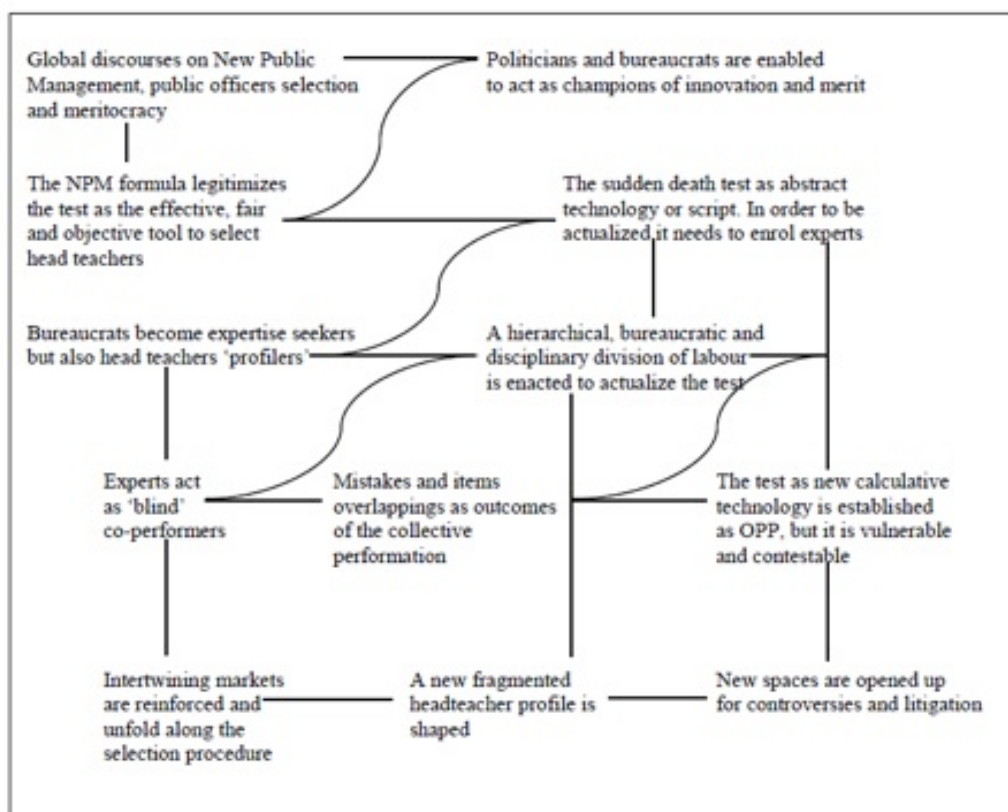 Global discourses on New Public
Management, public officers selection
and meritocracy
Politicians and bureaucrats are enabled
to act as champions of innovation and merit
The NPM formula legitimizes
the test as the effective, fair
and objective tool to select
head teachers
The sudden death test as abstract
technology or script. In order to be
actualized it needs to enrol experts
Bureaucrats become expertise seekers
but also head teachers ‘profilers’
A hierarchical, bureaucratic and
disciplinary division of labour
is enacted to actualize the test
Experts act
as ‘blind’
co-performers
Mistakes and items
overlappings as outcomes
of the collective
performation
The test as new calculative
technology is established
as OPP, but it is vulnerable
and contestable
Intertwining markets
are reinforced and
unfold along the
selection procedure
A new fragmented
headteacher profile is
shaped
New spaces are opened up
for controversies and litigation